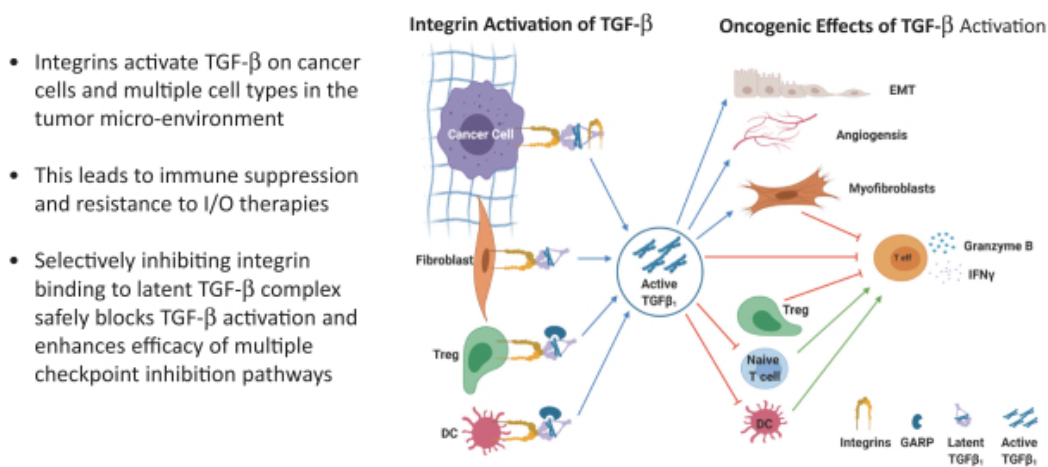 Integrin Activation of TGF-β
Oncogenic Effects of TGF-β Activation
• Integrins activate TGF-β on cancer
cells and multiple cell types in the
tumor micro-environment
• This leads to immune suppression
and resistance to I/O therapies
• Selectively inhibiting integrin
binding to latent TGF-β complex
safely blocks TGF-β activation and
enhances efficacy of multiple
checkpoint inhibition pathways
Cancer Cell
Fibroblast
Treg
DC
Active
TGFβ₁
EMT
Angiogensis
Myofibroblasts
T cell
Granzyme B
IFNγ
Treg
Naive
T cell
DC
Integrins
GARP
Latent
TGFβ₁
Active
TGFβ₁